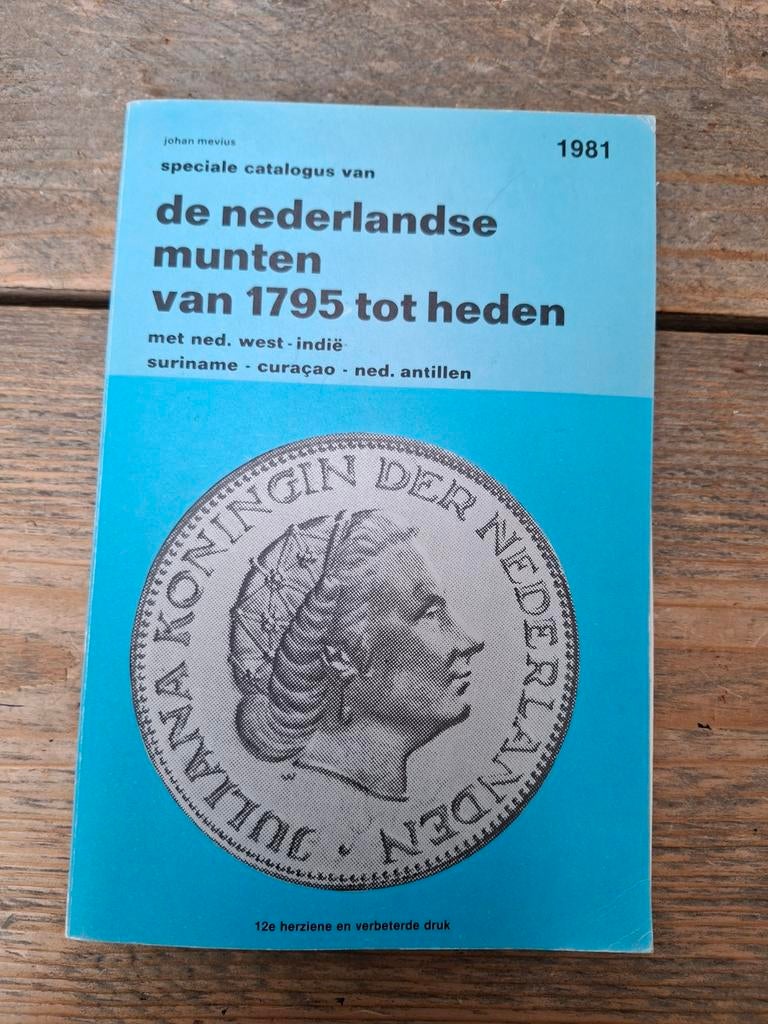 johan mevius
1981
speciale catalogus van
de nederlandse
munten
van 1795 tot heden
met ned. west-indië
suriname - curaçao - ned. antillen
JULIANA KONINGIN DER NEDERLANDEN ·
12e herziene en verbeterde druk